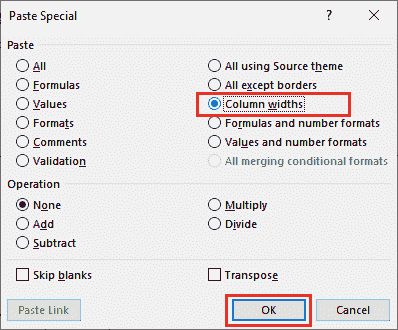 Paste Special
Paste
All
All using Source theme
Formulas
All except borders
Values
Column widths
Formats
Formulas and number formats
Comments
Values and number formats
Validation
All merging conditional formats
Operation
None
Multiply
Add
Divide
Subtract
Skip blanks
Transpose
Paste Link
OK
Cancel